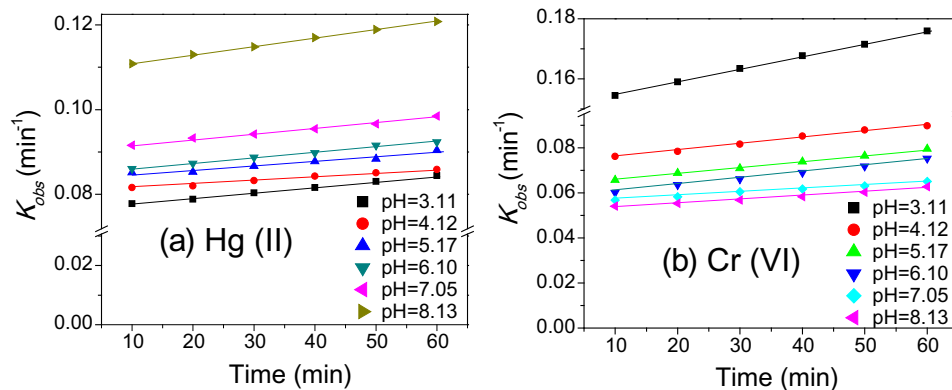 K_obs (min⁻¹)
0.12
0.10
0.08
0.02
0.00
10 20 30 40 50 60
Time (min)
(a) Hg (II)
pH=3.11
pH=4.12
pH=5.17
pH=6.10
pH=7.05
pH=8.13
K_obs (min⁻¹)
0.16
0.08
0.06
0.04
0.00
10 20 30 40 50 60
Time (min)
(b) Cr (VI)
pH=3.11
pH=4.12
pH=5.17
pH=6.10
pH=7.05
pH=8.13